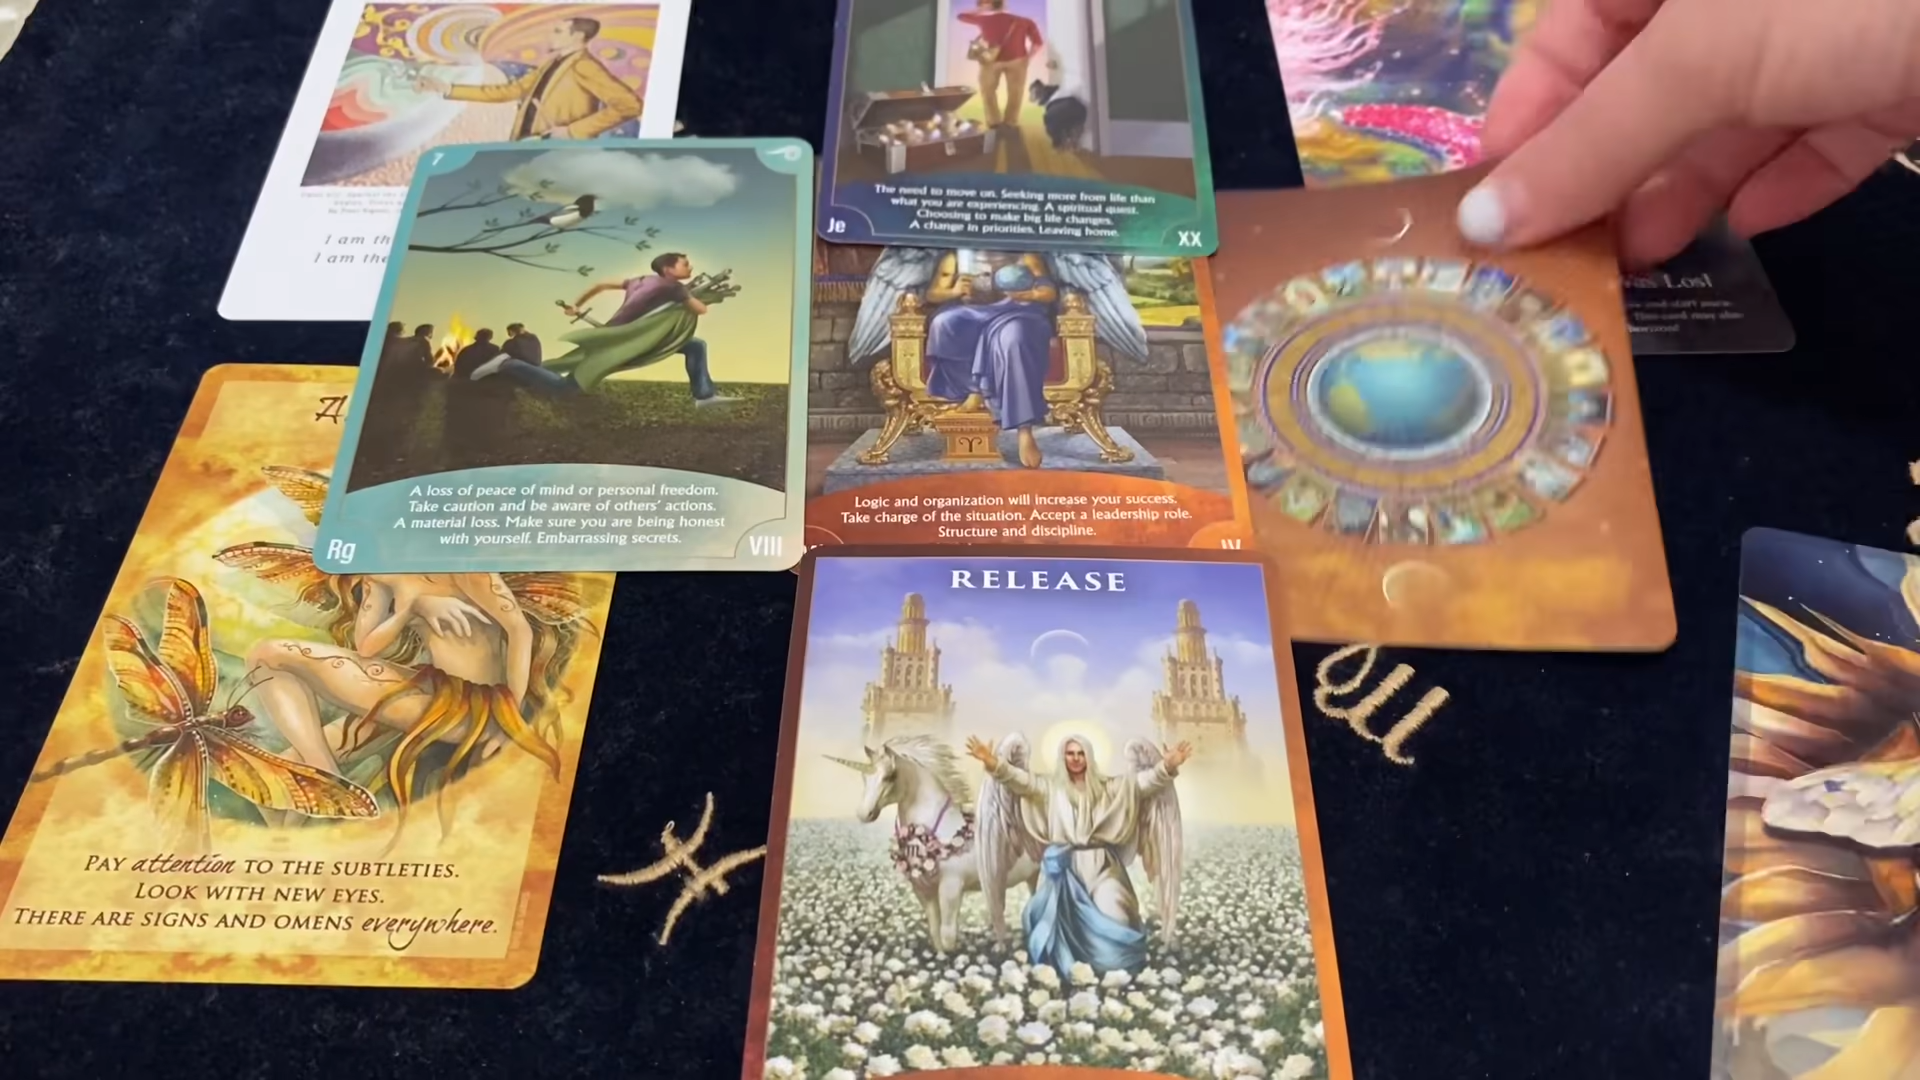 The need to move on. Seeking more from life than
what you are experiencing. A spiritual quest.
Choosing to make big life changes.
A change in priorities. Leaving home.
Je
XX
I am th
I am the
7
A loss of peace of mind or personal freedom.
Take caution and be aware of others' actions.
A material loss. Make sure you are being honest
with yourself. Embarrassing secrets.
Rg
VIII
Logic and organization will increase your success.
Take charge of the situation. Accept a leadership role.
Structure and discipline.
IV
Lost
RELEASE
PAY attention TO THE SUBTLETIES.
LOOK WITH NEW EYES.
THERE ARE SIGNS AND OMENS everywhere.